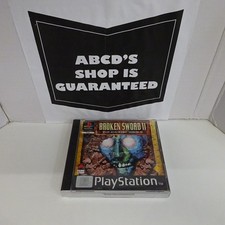 ABCD'S
SHOP IS
GUARANTEED
BROKEN SWORD II
PlayStation